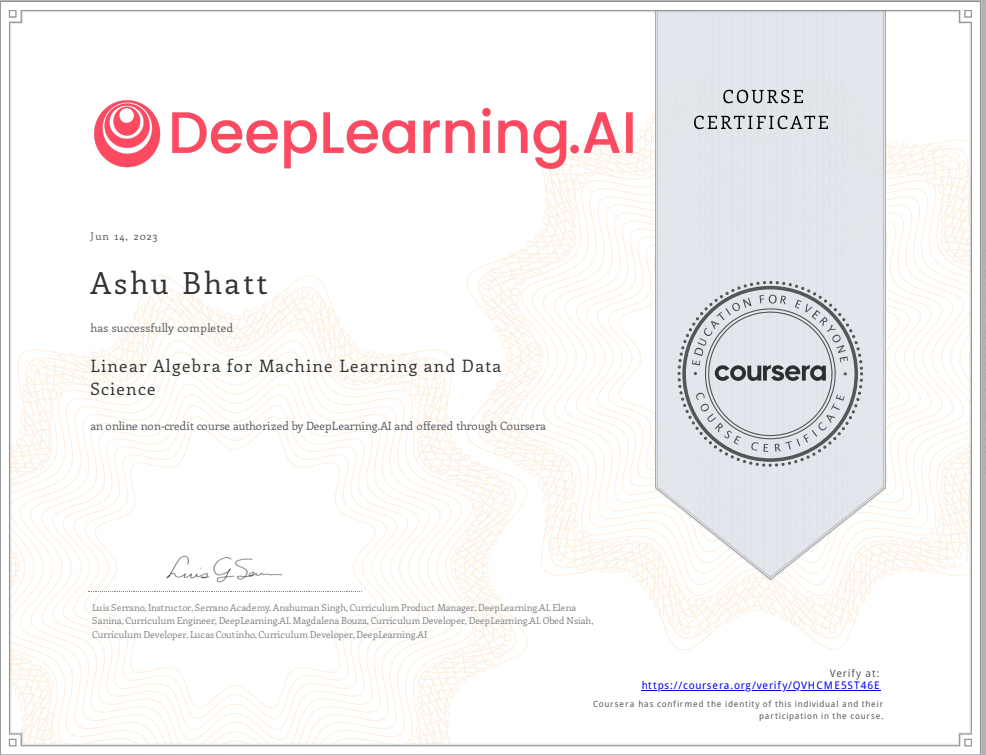 DeepLearning.AI
COURSE
CERTIFICATE
Jun 14, 2023
Ashu Bhatt
has successfully completed
Linear Algebra for Machine Learning and Data
Science
an online non-credit course authorized by DeepLearning.AI and offered through Coursera
EDUCATION FOR EVERYONE
coursera
COURSE CERTIFICATE
Luis G Serrano
Luis Serrano, Instructor, Serrano Academy. Anshuman Singh, Curriculum Product Manager, DeepLearning.AI. Elena
Sanina, Curriculum Engineer, DeepLearning.AI. Magdalena Bouza, Curriculum Developer, DeepLearning.AI. Obed Nsiah,
Curriculum Developer. Lucas Coutinho, Curriculum Developer, DeepLearning.AI
Verify at:
https://coursera.org/verify/QVHCME5ST46E
Coursera has confirmed the identity of this individual and their
participation in the course.